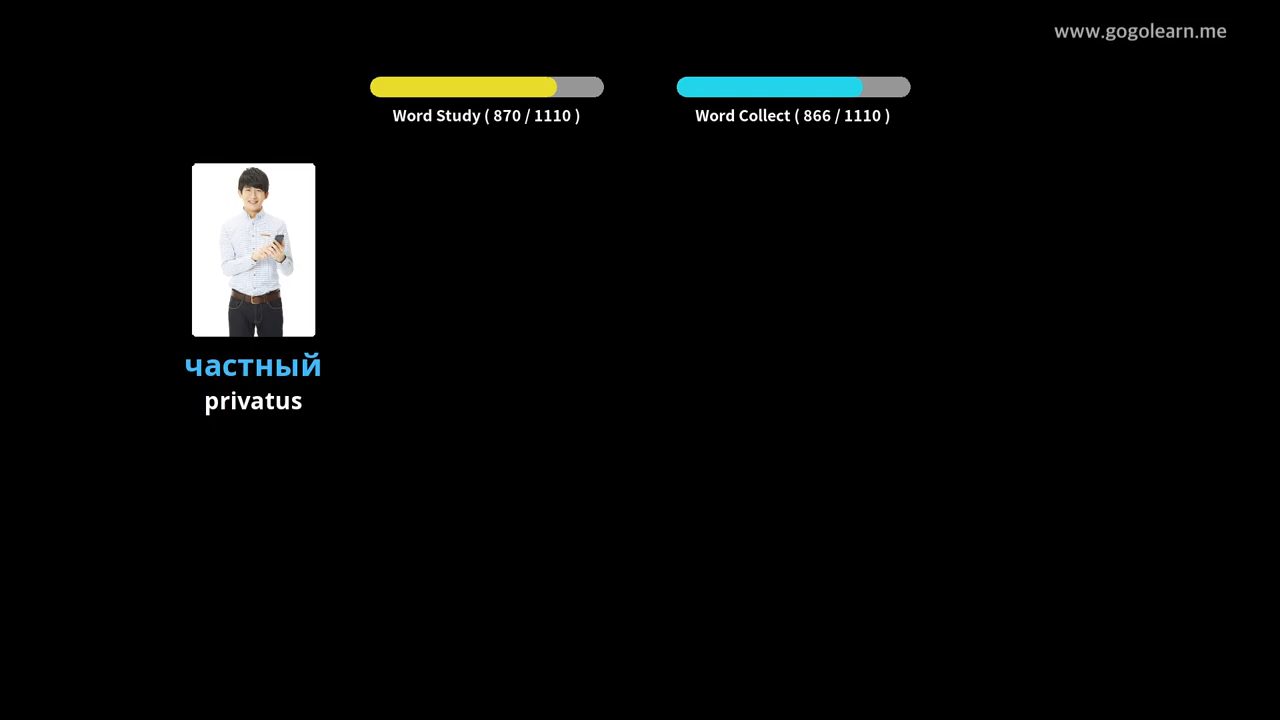 www.gogolearn.me
Word Study ( 870 / 1110 )
Word Collect ( 866 / 1110 )
частный
privatus